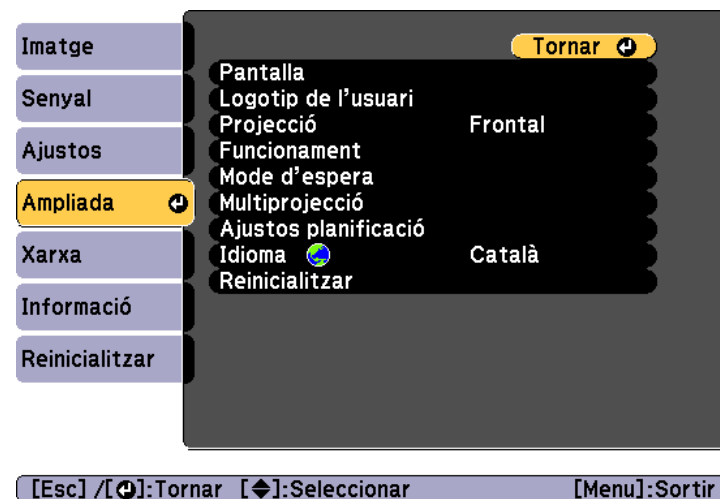 Imatge
Senyal
Ajustos
Ampliada
Xarxa
Informació
Reinicialitzar
Tornar
Pantalla
Logotip de l'usuari
Projecció Frontal
Funcionament
Mode d'espera
Multiprojecció
Ajustos planificació
Idioma Català
Reinicialitzar
[Esc] /[ ]:Tornar [ ]:Seleccionar [Menu]:Sortir